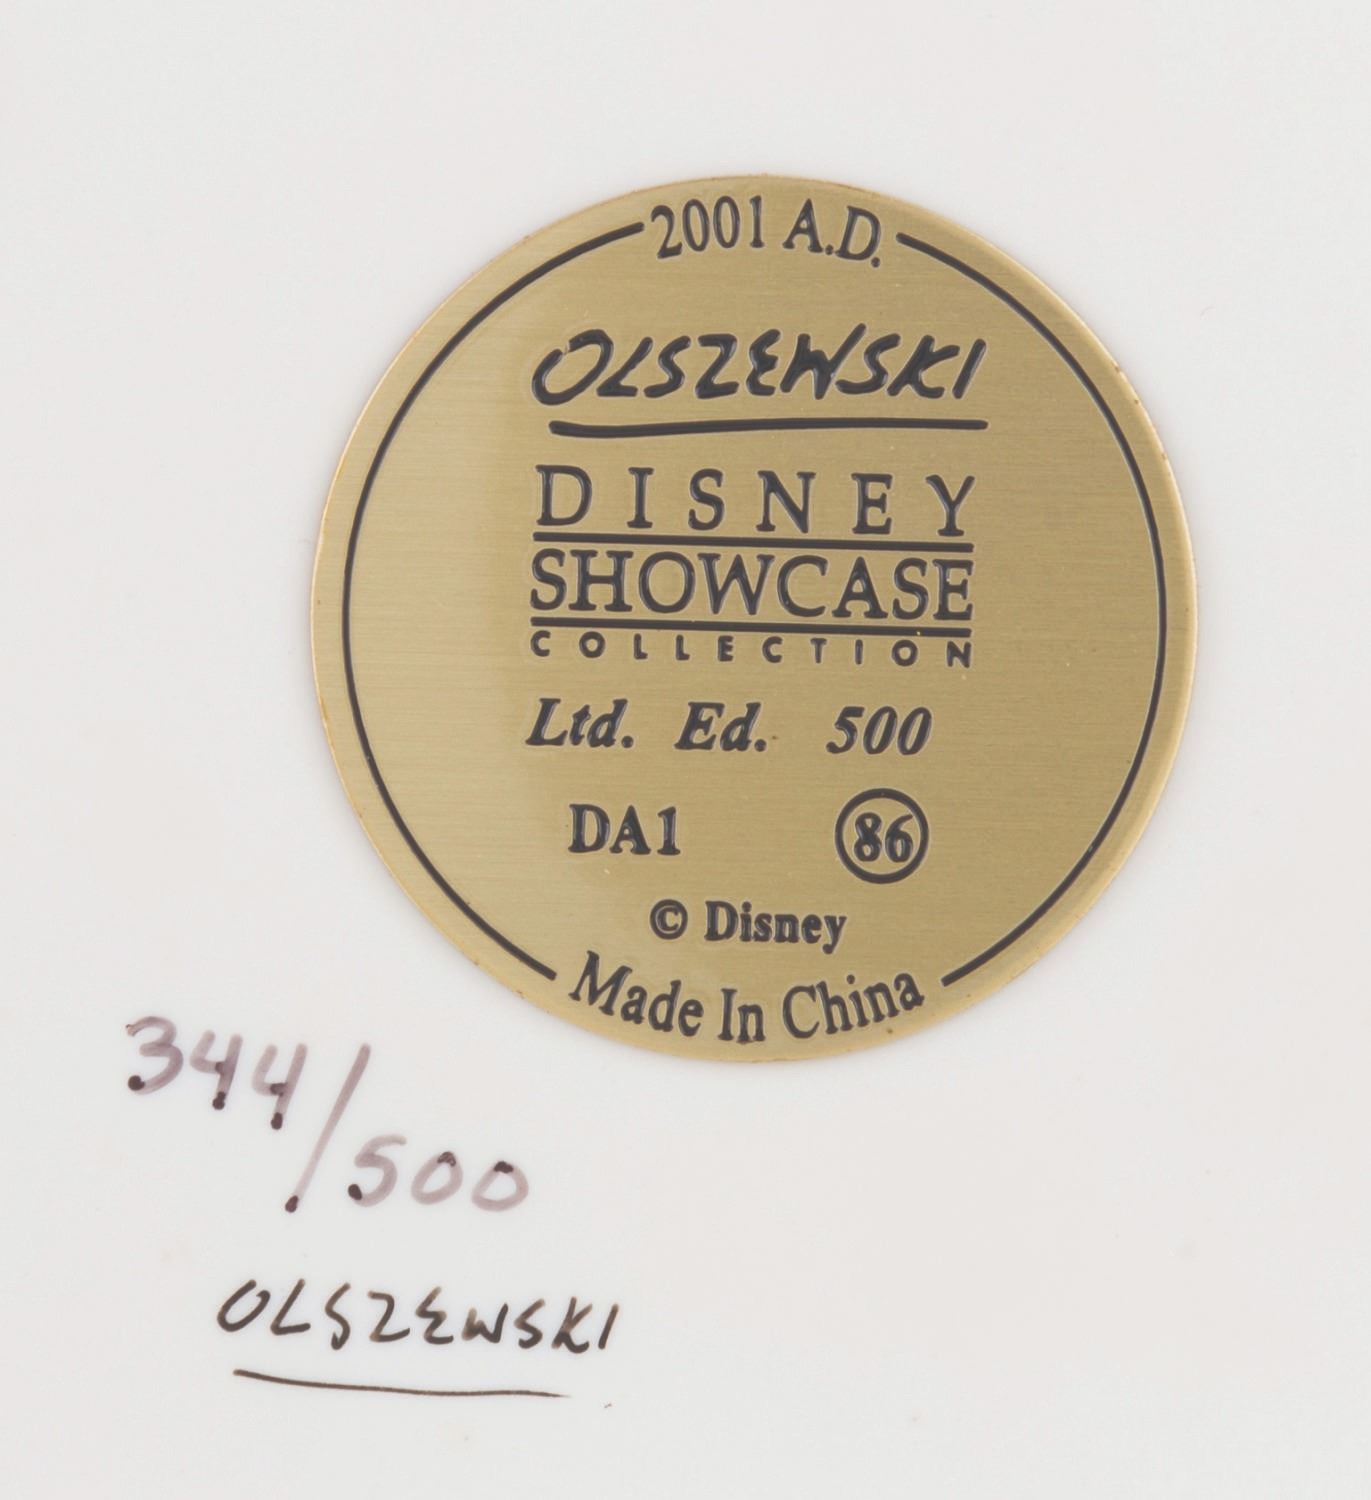 2001 A.D.
OLSZEWSKI
DISNEY
SHOWCASE
COLLECTION
Ltd. Ed. 500
DA1 86
© Disney
Made In China
344/500
OLSZEWSKI